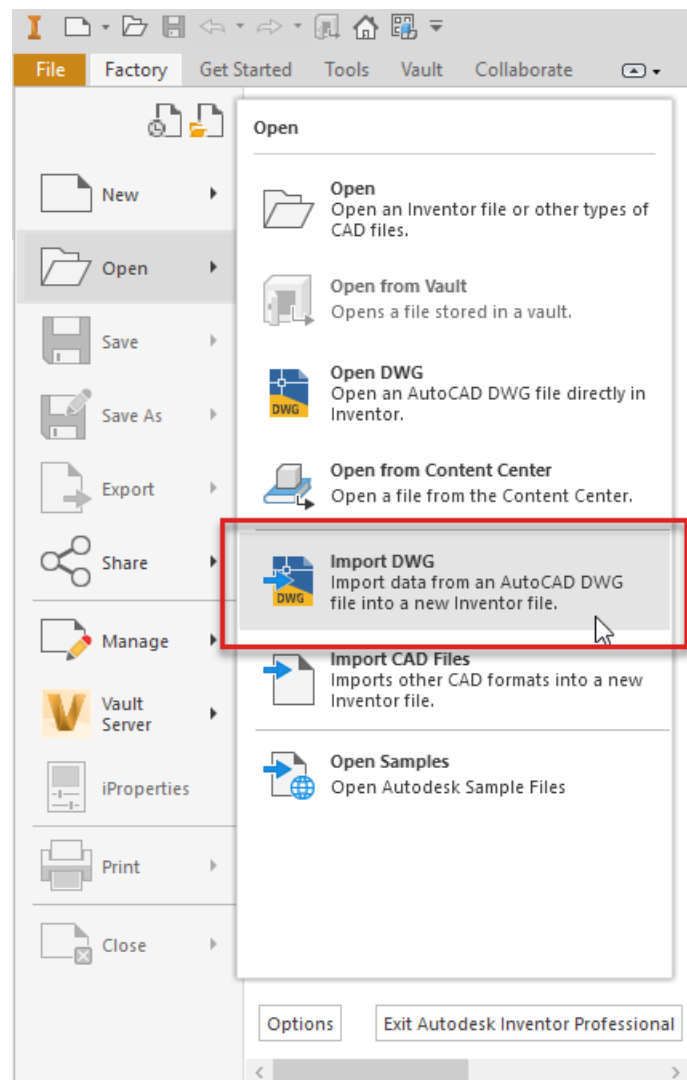 File Factory Get Started Tools Vault Collaborate
Open
New
Open
Open an Inventor file or other types of
CAD files.
Open
Open from Vault
Opens a file stored in a vault.
Save
Open DWG
Open an AutoCAD DWG file directly in
Inventor.
DWG
Save As
Open from Content Center
Open a file from the Content Center.
Export
Import DWG
Import data from an AutoCAD DWG
file into a new Inventor file.
DWG
Share
Manage
Import CAD Files
Imports other CAD formats into a new
Inventor file.
Vault
Server
Open Samples
Open Autodesk Sample Files
iProperties
Print
Close
Options Exit Autodesk Inventor Professional